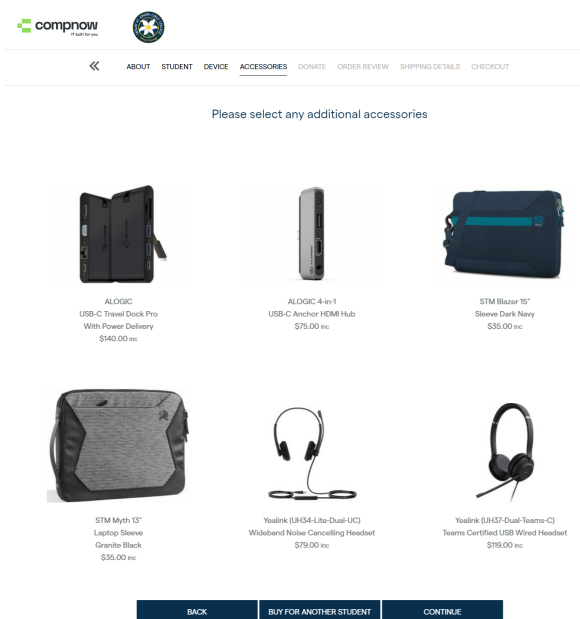 compnow
IT built for you
ABOUT STUDENT DEVICE ACCESSORIES DONATE ORDER REVIEW SHIPPING DETAILS CHECKOUT
Please select any additional accessories
ALOGIC
USB-C Travel Dock Pro
With Power Delivery
$140.00 inc
ALOGIC 4-in-1
USB-C Anchor HDMI Hub
$75.00 inc
STM Blazer 15"
Sleeve Dark Navy
$35.00 inc
STM Myth 13"
Laptop Sleeve
Granite Black
$35.00 inc
Yealink (UH34-Lite-Dual-UC)
Wideband Noise Cancelling Headset
$79.00 inc
Yealink (UH37-Dual-Teams-C)
Teams Certified USB Wired Headset
$119.00 inc
BACK
BUY FOR ANOTHER STUDENT
CONTINUE